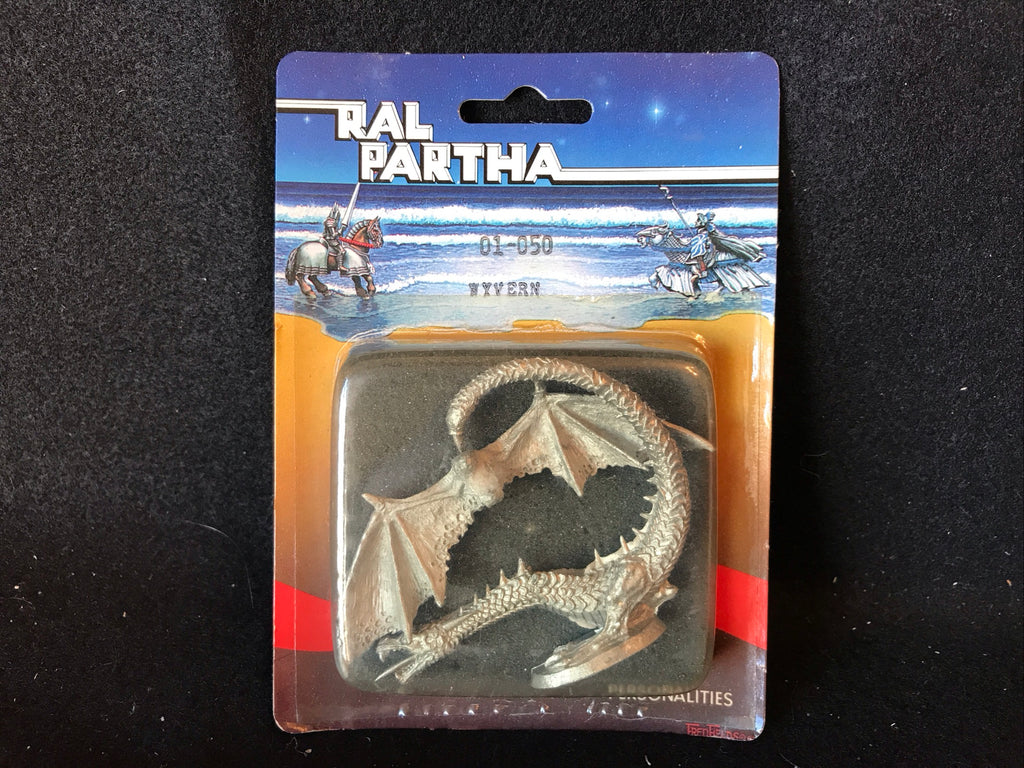 RAL
PARTHA
01-050
WYVERN
PERSONALITIES